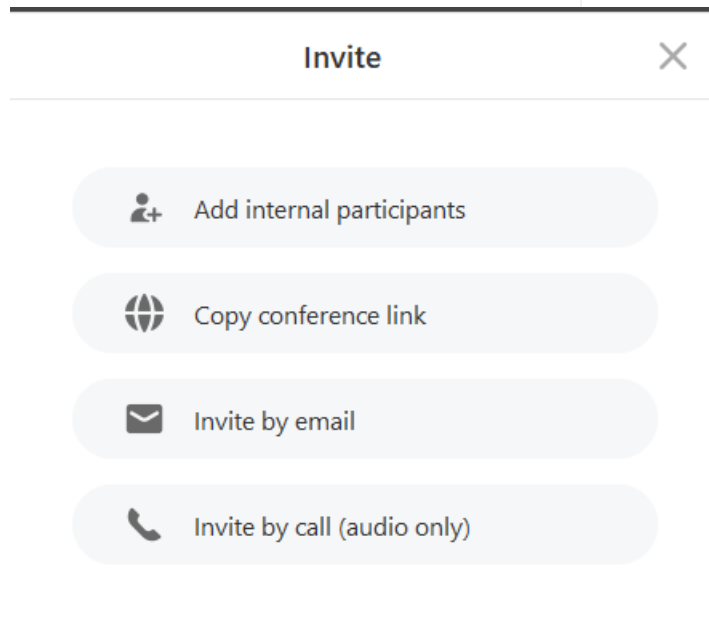 Invite
Add internal participants
Copy conference link
Invite by email
Invite by call (audio only)